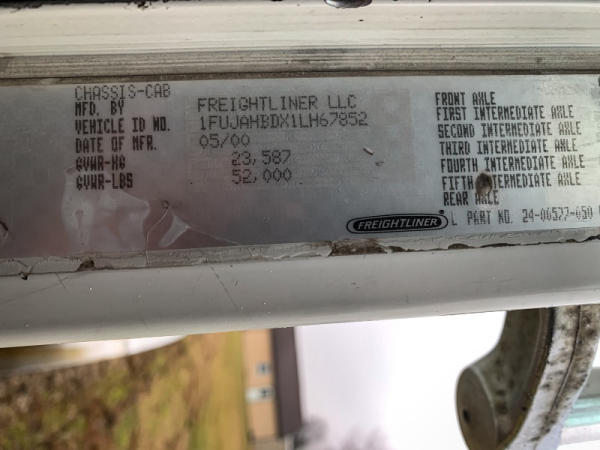 CHASSIS-CAB
MFD. BY FREIGHTLINER LLC
VEHICLE ID NO. 1FUJAHBDX1LH67852
DATE OF MFR. 05/00
GVWR-KG 23,587
GVWR-LBS 52,000
FRONT AXLE
FIRST INTERMEDIATE AXLE
SECOND INTERMEDIATE AXLE
THIRD INTERMEDIATE AXLE
FOURTH INTERMEDIATE AXLE
FIFTH INTERMEDIATE AXLE
REAR AXLE
FREIGHTLINER L PART NO. 24-00527-050